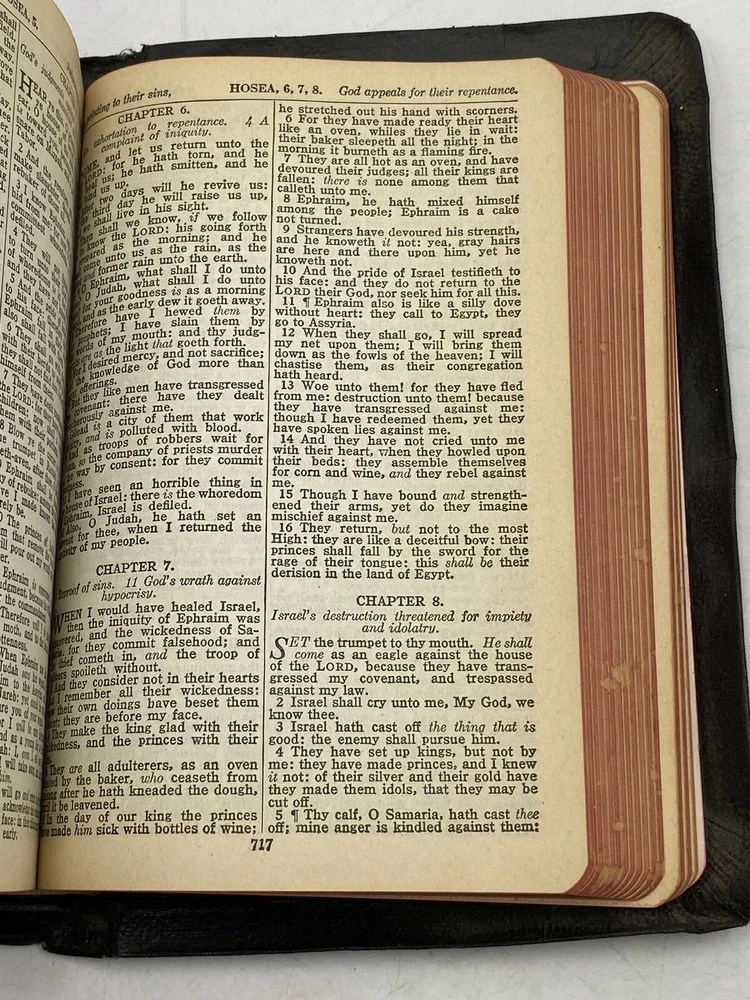 HOSEA, 5.
God's judg
HEAR ye
Tabor.
2 And
made the
rebuker
3 I know
4 They will
to turn
5 And the
HOSEA, 6, 7, 8. God appeals for their repentance.
to their sins,
CHAPTER 6.
exhortation to repentance. 4 A
complaint of iniquity.
and let us return unto the
LORD: for he hath torn, and he
heal us; he hath smitten, and he
bind us up.
two days will he revive us:
third day he will raise us up,
we shall live in his sight.
shall we know, if we follow
know the LORD: his going forth
prepared as the morning; and he
come unto us as the rain, as the
former rain unto the earth.
Ephraim, what shall I do unto
O Judah, what shall I do unto
for your goodness is as a morning
and as the early dew it goeth away.
Therefore have I hewed them by
prophets; I have slain them by
words of my mouth: and thy judg-
are as the light that goeth forth.
I desired mercy, and not sacrifice;
the knowledge of God more than
offerings.
they like men have transgressed
covenant: there have they dealt
treacherously against me.
Gilead is a city of them that work
and is polluted with blood.
And as troops of robbers wait for
so the company of priests murder
way by consent: for they commit
I have seen an horrible thing in
house of Israel: there is the whoredom
Ephraim, Israel is defiled.
Also, O Judah, he hath set an
harvest for thee, when I returned the
captivity of my people.
CHAPTER 7.
Reproof of sins. 11 God's wrath against
hypocrisy.
WHEN I would have healed Israel,
then the iniquity of Ephraim was
discovered, and the wickedness of Sa-
for they commit falsehood; and
thief cometh in, and the troop of
robbers spoileth without.
And they consider not in their hearts
I remember all their wickedness:
their own doings have beset them
they are before my face.
They make the king glad with their
wickedness, and the princes with their
They are all adulterers, as an oven
heated by the baker, who ceaseth from
raising after he hath kneaded the dough,
until it be leavened.
In the day of our king the princes
have made him sick with bottles of wine;
he stretched out his hand with scorners.
6 For they have made ready their heart
like an oven, whiles they lie in wait:
their baker sleepeth all the night; in the
morning it burneth as a flaming fire.
7 They are all hot as an oven, and have
devoured their judges; all their kings are
fallen: there is none among them that
calleth unto me.
8 Ephraim, he hath mixed himself
among the people; Ephraim is a cake
not turned.
9 Strangers have devoured his strength,
and he knoweth it not: yea, gray hairs
are here and there upon him, yet he
knoweth not.
10 And the pride of Israel testifieth to
his face: and they do not return to the
LORD their God, nor seek him for all this.
11 ¶ Ephraim also is like a silly dove
without heart: they call to Egypt, they
go to Assyria.
12 When they shall go, I will spread
my net upon them; I will bring them
down as the fowls of the heaven; I will
chastise them, as their congregation
hath heard.
13 Woe unto them! for they have fled
from me: destruction unto them! because
they have transgressed against me:
though I have redeemed them, yet they
have spoken lies against me.
14 And they have not cried unto me
with their heart, when they howled upon
their beds: they assemble themselves
for corn and wine, and they rebel against
me.
15 Though I have bound and strength-
ened their arms, yet do they imagine
mischief against me.
16 They return, but not to the most
High: they are like a deceitful bow: their
princes shall fall by the sword for the
rage of their tongue: this shall be their
derision in the land of Egypt.
CHAPTER 8.
Israel's destruction threatened for impiety
and idolatry.
SET the trumpet to thy mouth. He shall
come as an eagle against the house
of the LORD, because they have trans-
gressed my covenant, and trespassed
against my law.
2 Israel shall cry unto me, My God, we
know thee.
3 Israel hath cast off the thing that is
good: the enemy shall pursue him.
4 They have set up kings, but not by
me: they have made princes, and I knew
it not: of their silver and their gold have
they made them idols, that they may be
cut off.
5 ¶ Thy calf, O Samaria, hath cast thee
off; mine anger is kindled against them:
717